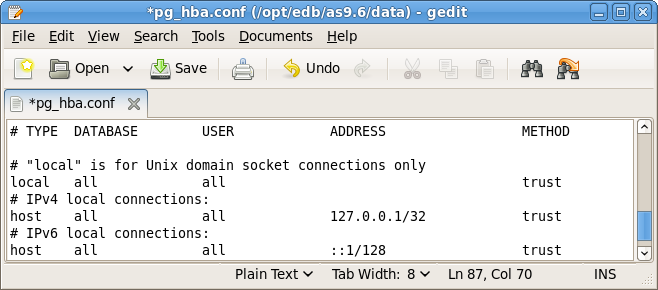 *pg_hba.conf (/opt/edb/as9.6/data) - gedit
File Edit View Search Tools Documents Help
Open Save Undo
*pg_hba.conf
# TYPE  DATABASE        USER            ADDRESS                 METHOD
# "local" is for Unix domain socket connections only
local   all             all                                     trust
# IPv4 local connections:
host    all             all             127.0.0.1/32            trust
# IPv6 local connections:
host    all             all             ::1/128                 trust
Plain Text Tab Width: 8 Ln 87, Col 70 INS